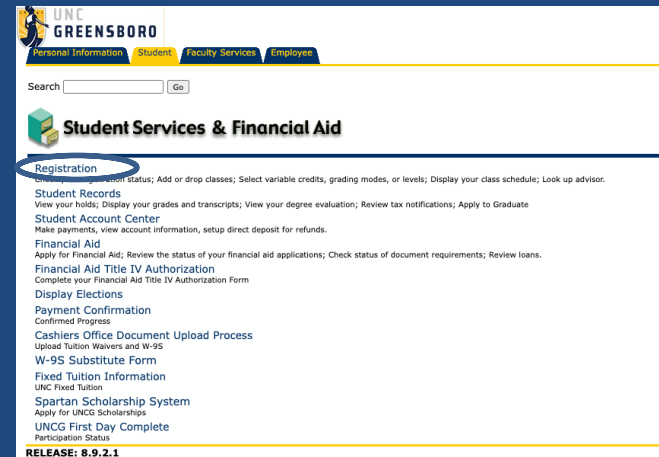 UNC
GREENSBORO
Personal Information Student Faculty Services Employee
Search Go
Student Services & Financial Aid
Registration
status; Add or drop classes; Select variable credits, grading modes, or levels; Display your class schedule; Look up advisor.
Student Records
View your holds; Display your grades and transcripts; View your degree evaluation; Review tax notifications; Apply to Graduate
Student Account Center
Make payments, view account information, setup direct deposit for refunds.
Financial Aid
Apply for Financial Aid; Review the status of your financial aid applications; Check status of document requirements; Review loans.
Financial Aid Title IV Authorization
Complete your Financial Aid Title IV Authorization Form
Display Elections
Payment Confirmation
Confirmed Progress
Cashiers Office Document Upload Process
Upload Tuition Waivers and W-9S
W-9S Substitute Form
Fixed Tuition Information
UNC Fixed Tuition
Spartan Scholarship System
Apply for UNCG Scholarships
UNCG First Day Complete
Participation Status
RELEASE: 8.9.2.1